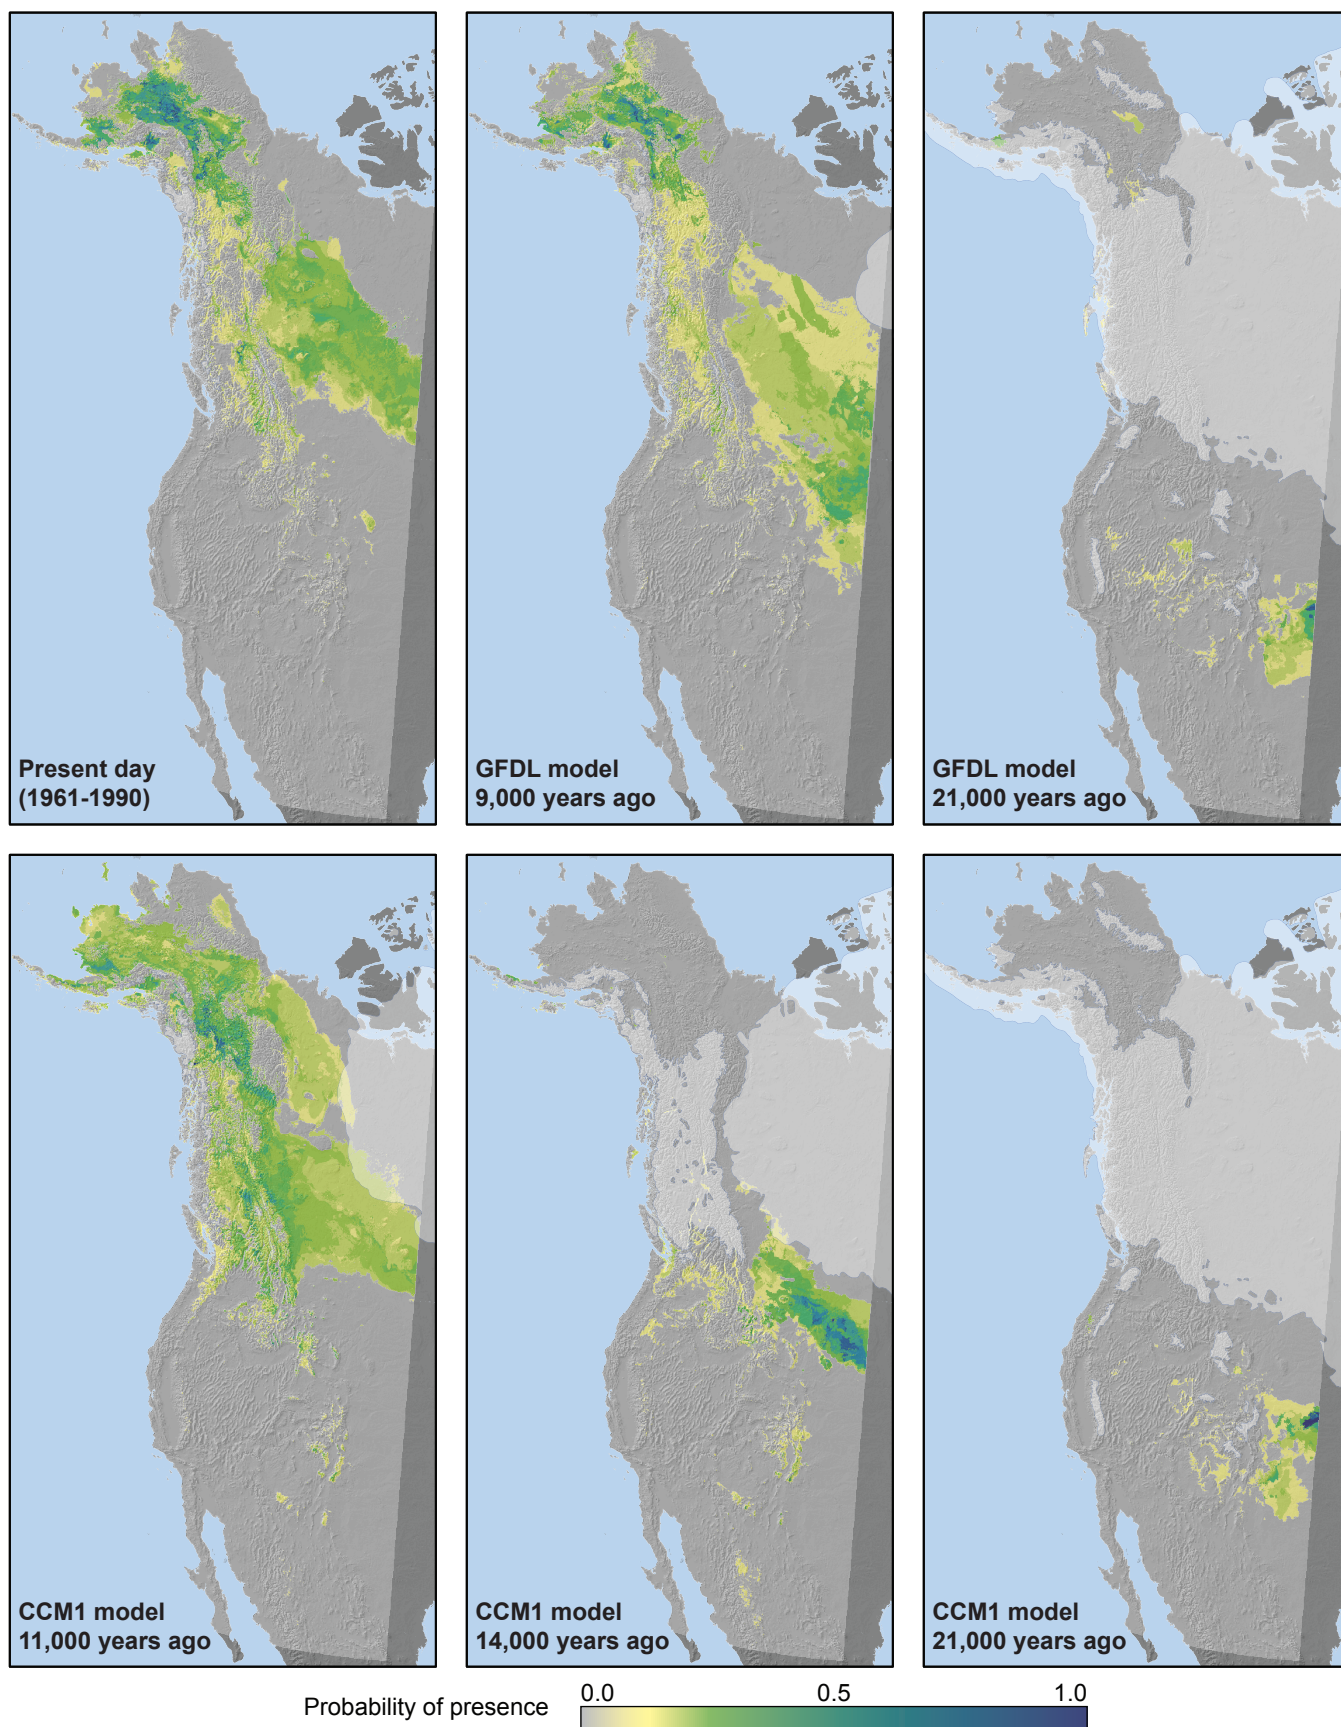 Present day
(1961-1990)
GFDL model
9,000 years ago
GFDL model
21,000 years ago
CCM1 model
11,000 years ago
CCM1 model
14,000 years ago
CCM1 model
21,000 years ago
Probability of presence 0.0 0.5 1.0